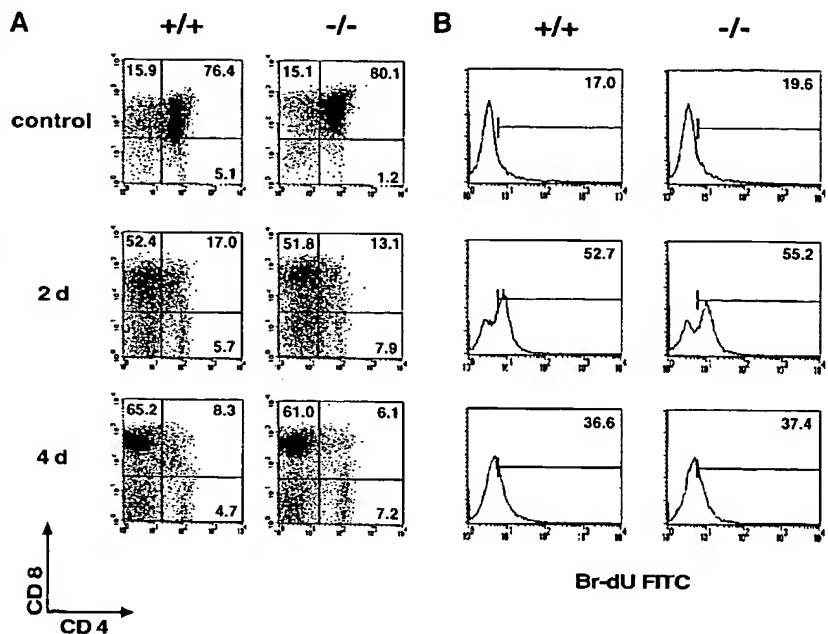 A
+/+
-/-
B
+/+
-/-
control
15.9 76.4
5.1
15.1 80.1
1.2
17.0
19.6
2 d
52.4 17.0
5.7
51.8 13.1
7.9
52.7
55.2
4 d
65.2 8.3
4.7
61.0 6.1
7.2
36.6
37.4
CD 8
CD 4
Br-dU FITC